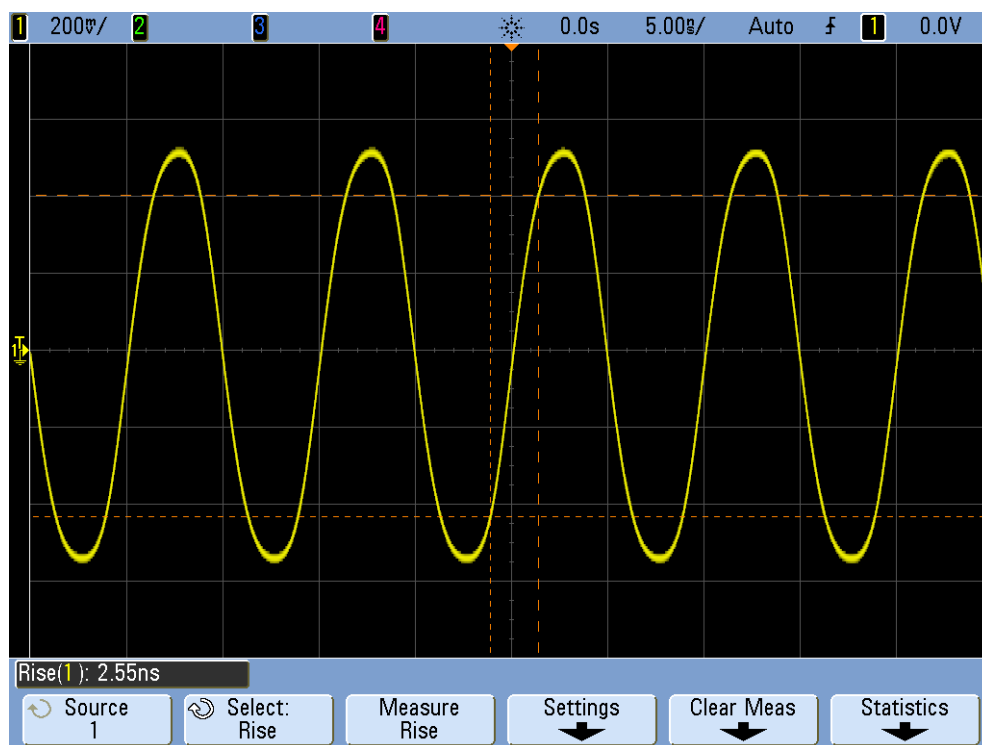 1 200mV/ 2 3 4 0.0s 5.00ns/ Auto 1 0.0V
T
1
Rise(1): 2.55ns
Source
1
Select:
Rise
Measure
Rise
Settings
Clear Meas
Statistics